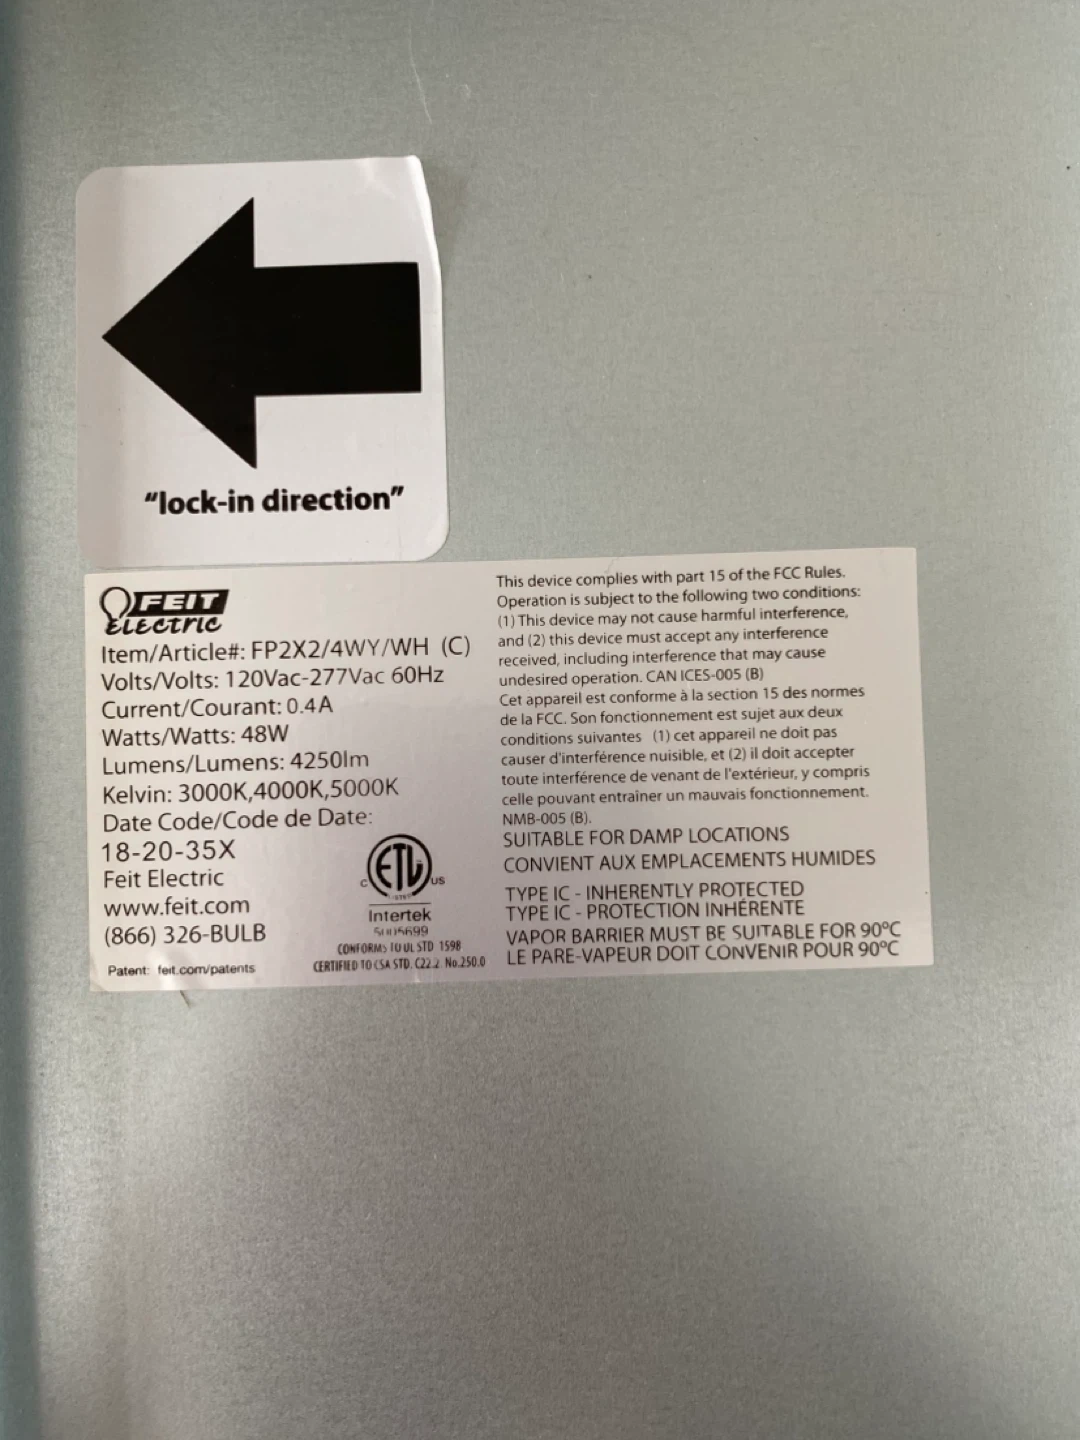 "lock-in direction"
FEIT
ELECTRIC
Item/Article#: FP2X2/4WY/WH (C)
Volts/Volts: 120Vac-277Vac 60Hz
Current/Courant: 0.4A
Watts/Watts: 48W
Lumens/Lumens: 4250lm
Kelvin: 3000K,4000K,5000K
Date Code/Code de Date:
18-20-35X
Feit Electric
www.feit.com
(866) 326-BULB
Patent: feit.com/patents
C ETL US
LISTED
Intertek
5005699
CONFORMS TO UL STD 1598
CERTIFIED TO CSA STD. C22.2. No.250.0
This device complies with part 15 of the FCC Rules.
Operation is subject to the following two conditions:
(1) This device may not cause harmful interference,
and (2) this device must accept any interference
received, including interference that may cause
undesired operation. CAN ICES-005 (B)
Cet appareil est conforme à la section 15 des normes
de la FCC. Son fonctionnement est sujet aux deux
conditions suivantes (1) cet appareil ne doit pas
causer d'interférence nuisible, et (2) il doit accepter
toute interférence de venant de l'extérieur, y compris
celle pouvant entrainer un mauvais fonctionnement.
NMB-005 (B).
SUITABLE FOR DAMP LOCATIONS
CONVIENT AUX EMPLACEMENTS HUMIDES
TYPE IC - INHERENTLY PROTECTED
TYPE IC - PROTECTION INHÉRENTE
VAPOR BARRIER MUST BE SUITABLE FOR 90ºC
LE PARE-VAPEUR DOIT CONVENIR POUR 90ºC